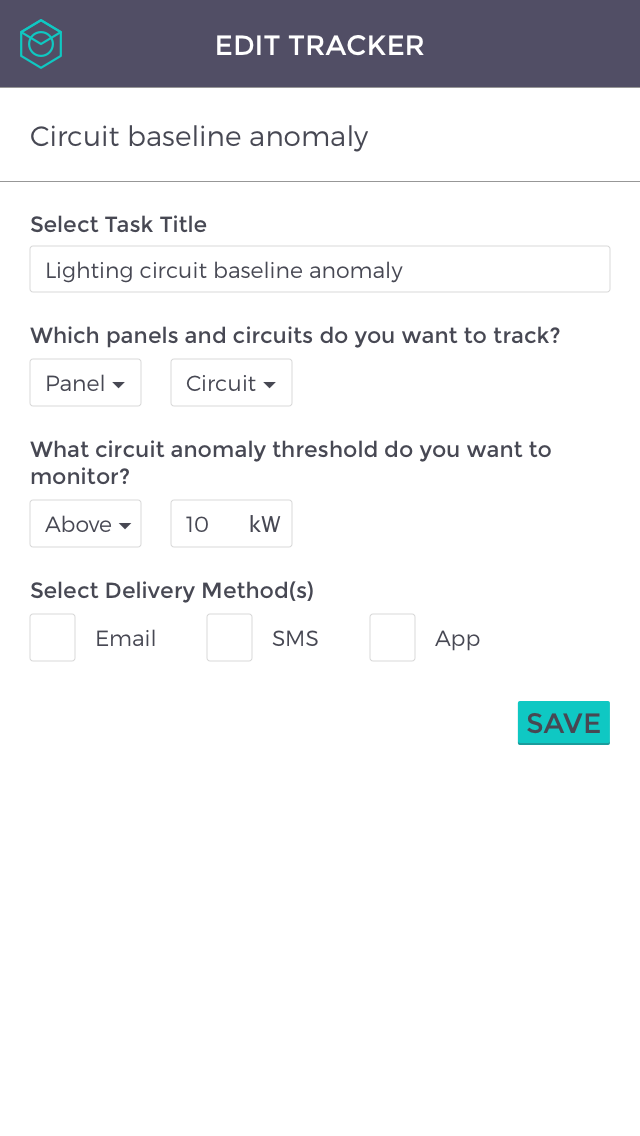 EDIT TRACKER
Circuit baseline anomaly
Select Task Title
Lighting circuit baseline anomaly
Which panels and circuits do you want to track?
Panel Circuit
What circuit anomaly threshold do you want to
monitor?
Above 10 kW
Select Delivery Method(s)
Email SMS App
SAVE